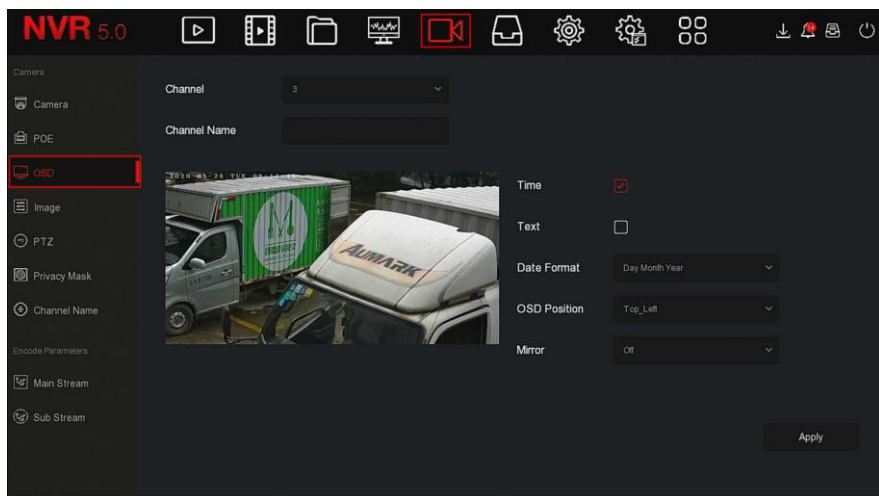 NVR 5.0
Camera
Camera
POE
OSD
Image
PTZ
Privacy Mask
Channel Name
Encode Parameters
Main Stream
Sub Stream
Channel 3
Channel Name
AUMARK
Time
Text
Date Format Day Month Year
OSD Position Top_Left
Mirror Off
Apply